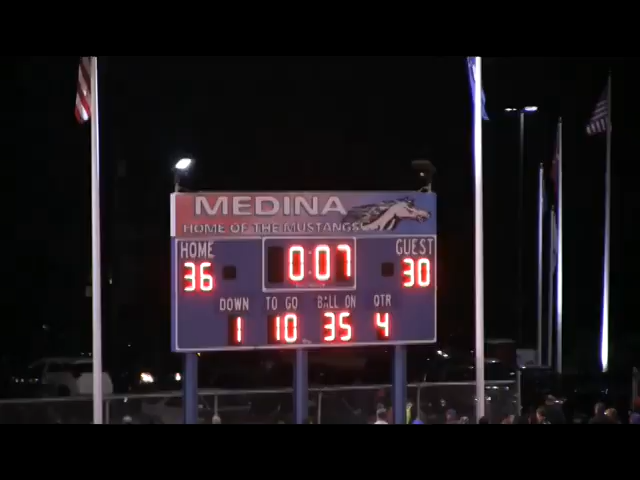 MEDINA
HOME OF THE MUSTANGS
HOME GUEST
36 0:07 30
DOWN TO GO BALL ON QTR
1 10 35 4